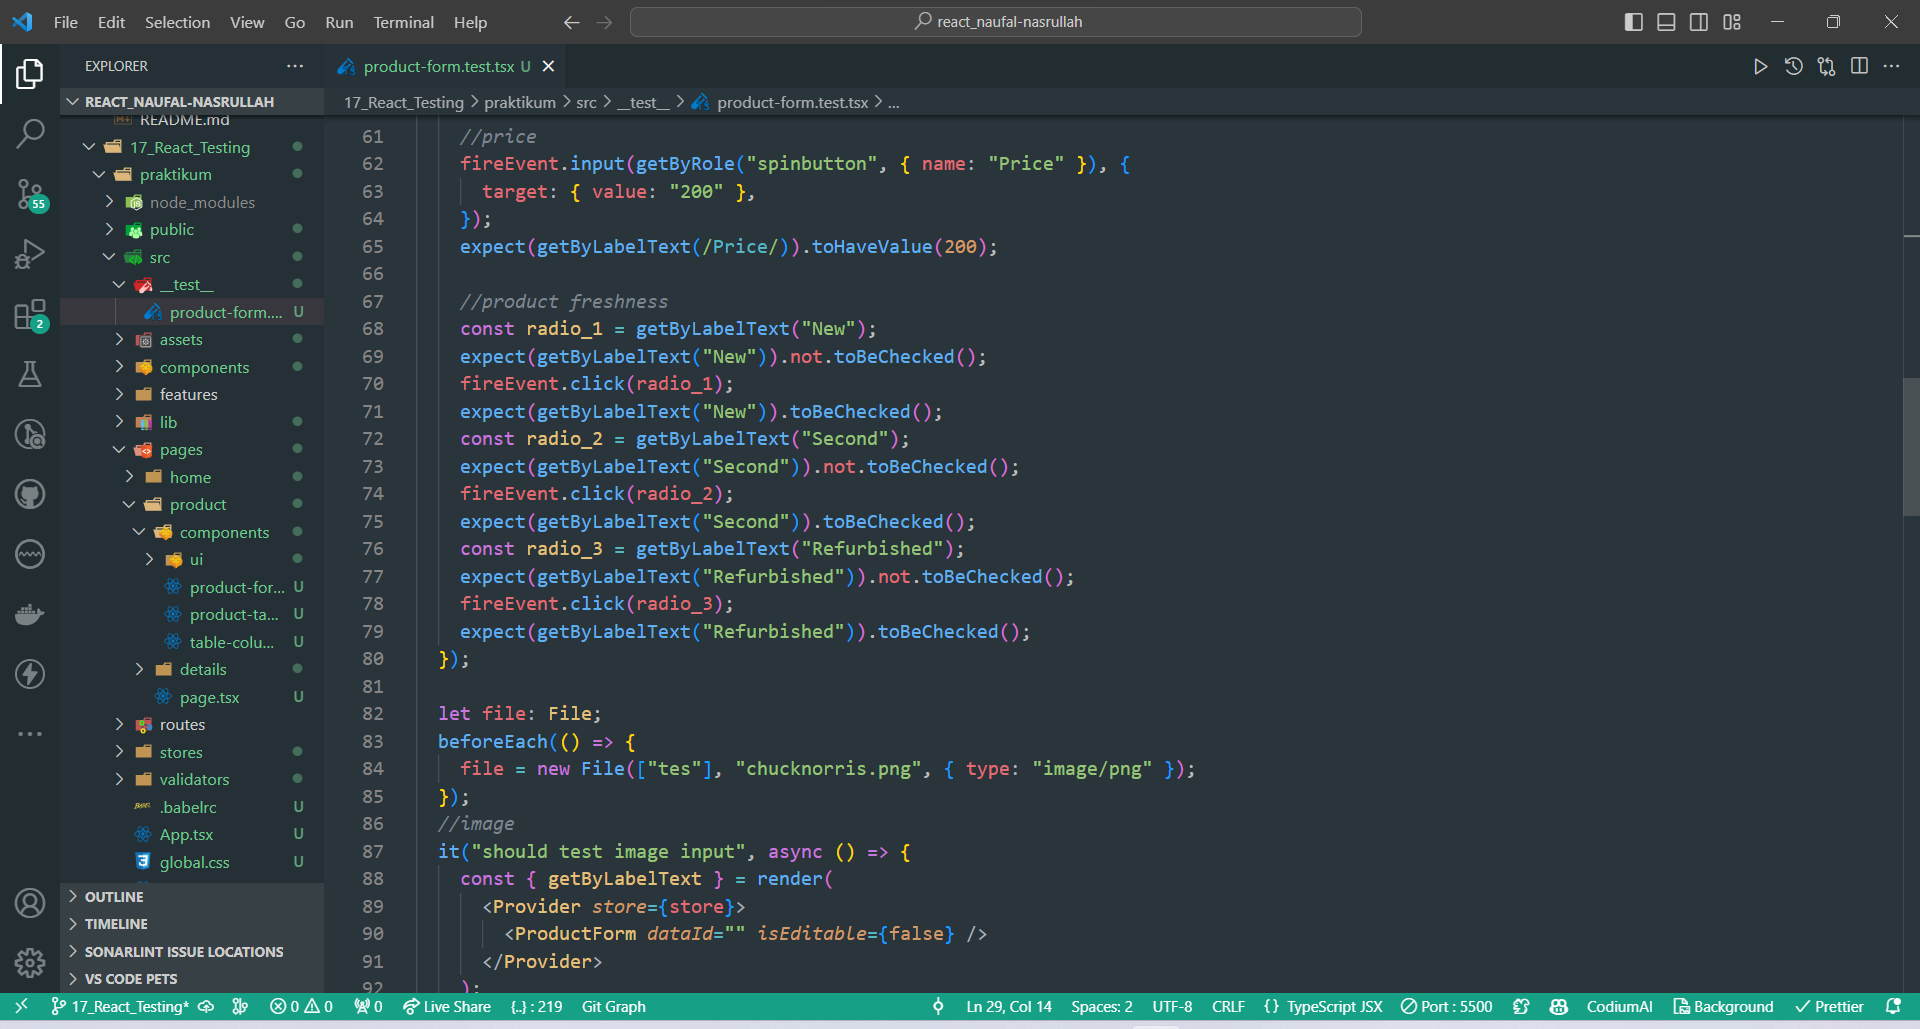 File Edit Selection View Go Run Terminal Help
react_naufal-nasrullah
EXPLORER
REACT_NAUFAL-NASRULLAH
README.md
17_React_Testing
praktikum
node_modules
public
src
__test__
product-form.... U
assets
components
features
lib
pages
home
product
components
ui
product-for... U
product-ta... U
table-colu... U
details
page.tsx U
routes
stores
validators
.babelrc U
App.tsx U
global.css U
OUTLINE
TIMELINE
SONARLINT ISSUE LOCATIONS
VS CODE PETS
55
2
product-form.test.tsx U
17_React_Testing > praktikum > src > __test__ > product-form.test.tsx > ...
61 //price
62 fireEvent.input(getByRole("spinbutton", { name: "Price" }), {
63 target: { value: "200" },
64 });
65 expect(getByLabelText(/Price/)).toHaveValue(200);
66
67 //product freshness
68 const radio_1 = getByLabelText("New");
69 expect(getByLabelText("New")).not.toBeChecked();
70 fireEvent.click(radio_1);
71 expect(getByLabelText("New")).toBeChecked();
72 const radio_2 = getByLabelText("Second");
73 expect(getByLabelText("Second")).not.toBeChecked();
74 fireEvent.click(radio_2);
75 expect(getByLabelText("Second")).toBeChecked();
76 const radio_3 = getByLabelText("Refurbished");
77 expect(getByLabelText("Refurbished")).not.toBeChecked();
78 fireEvent.click(radio_3);
79 expect(getByLabelText("Refurbished")).toBeChecked();
80 });
81
82 let file: File;
83 beforeEach(() => {
84 file = new File(["tes"], "chucknorris.png", { type: "image/png" });
85 });
86 //image
87 it("should test image input", async () => {
88 const { getByLabelText } = render(
89 <Provider store={store}>
90 <ProductForm dataId="" isEditable={false} />
91 </Provider>
92 );
17_React_Testing* 0 0 0 Live Share {..} : 219 Git Graph Ln 29, Col 14 Spaces: 2 UTF-8 CRLF {} TypeScript JSX Port : 5500 CodiumAI Background Prettier